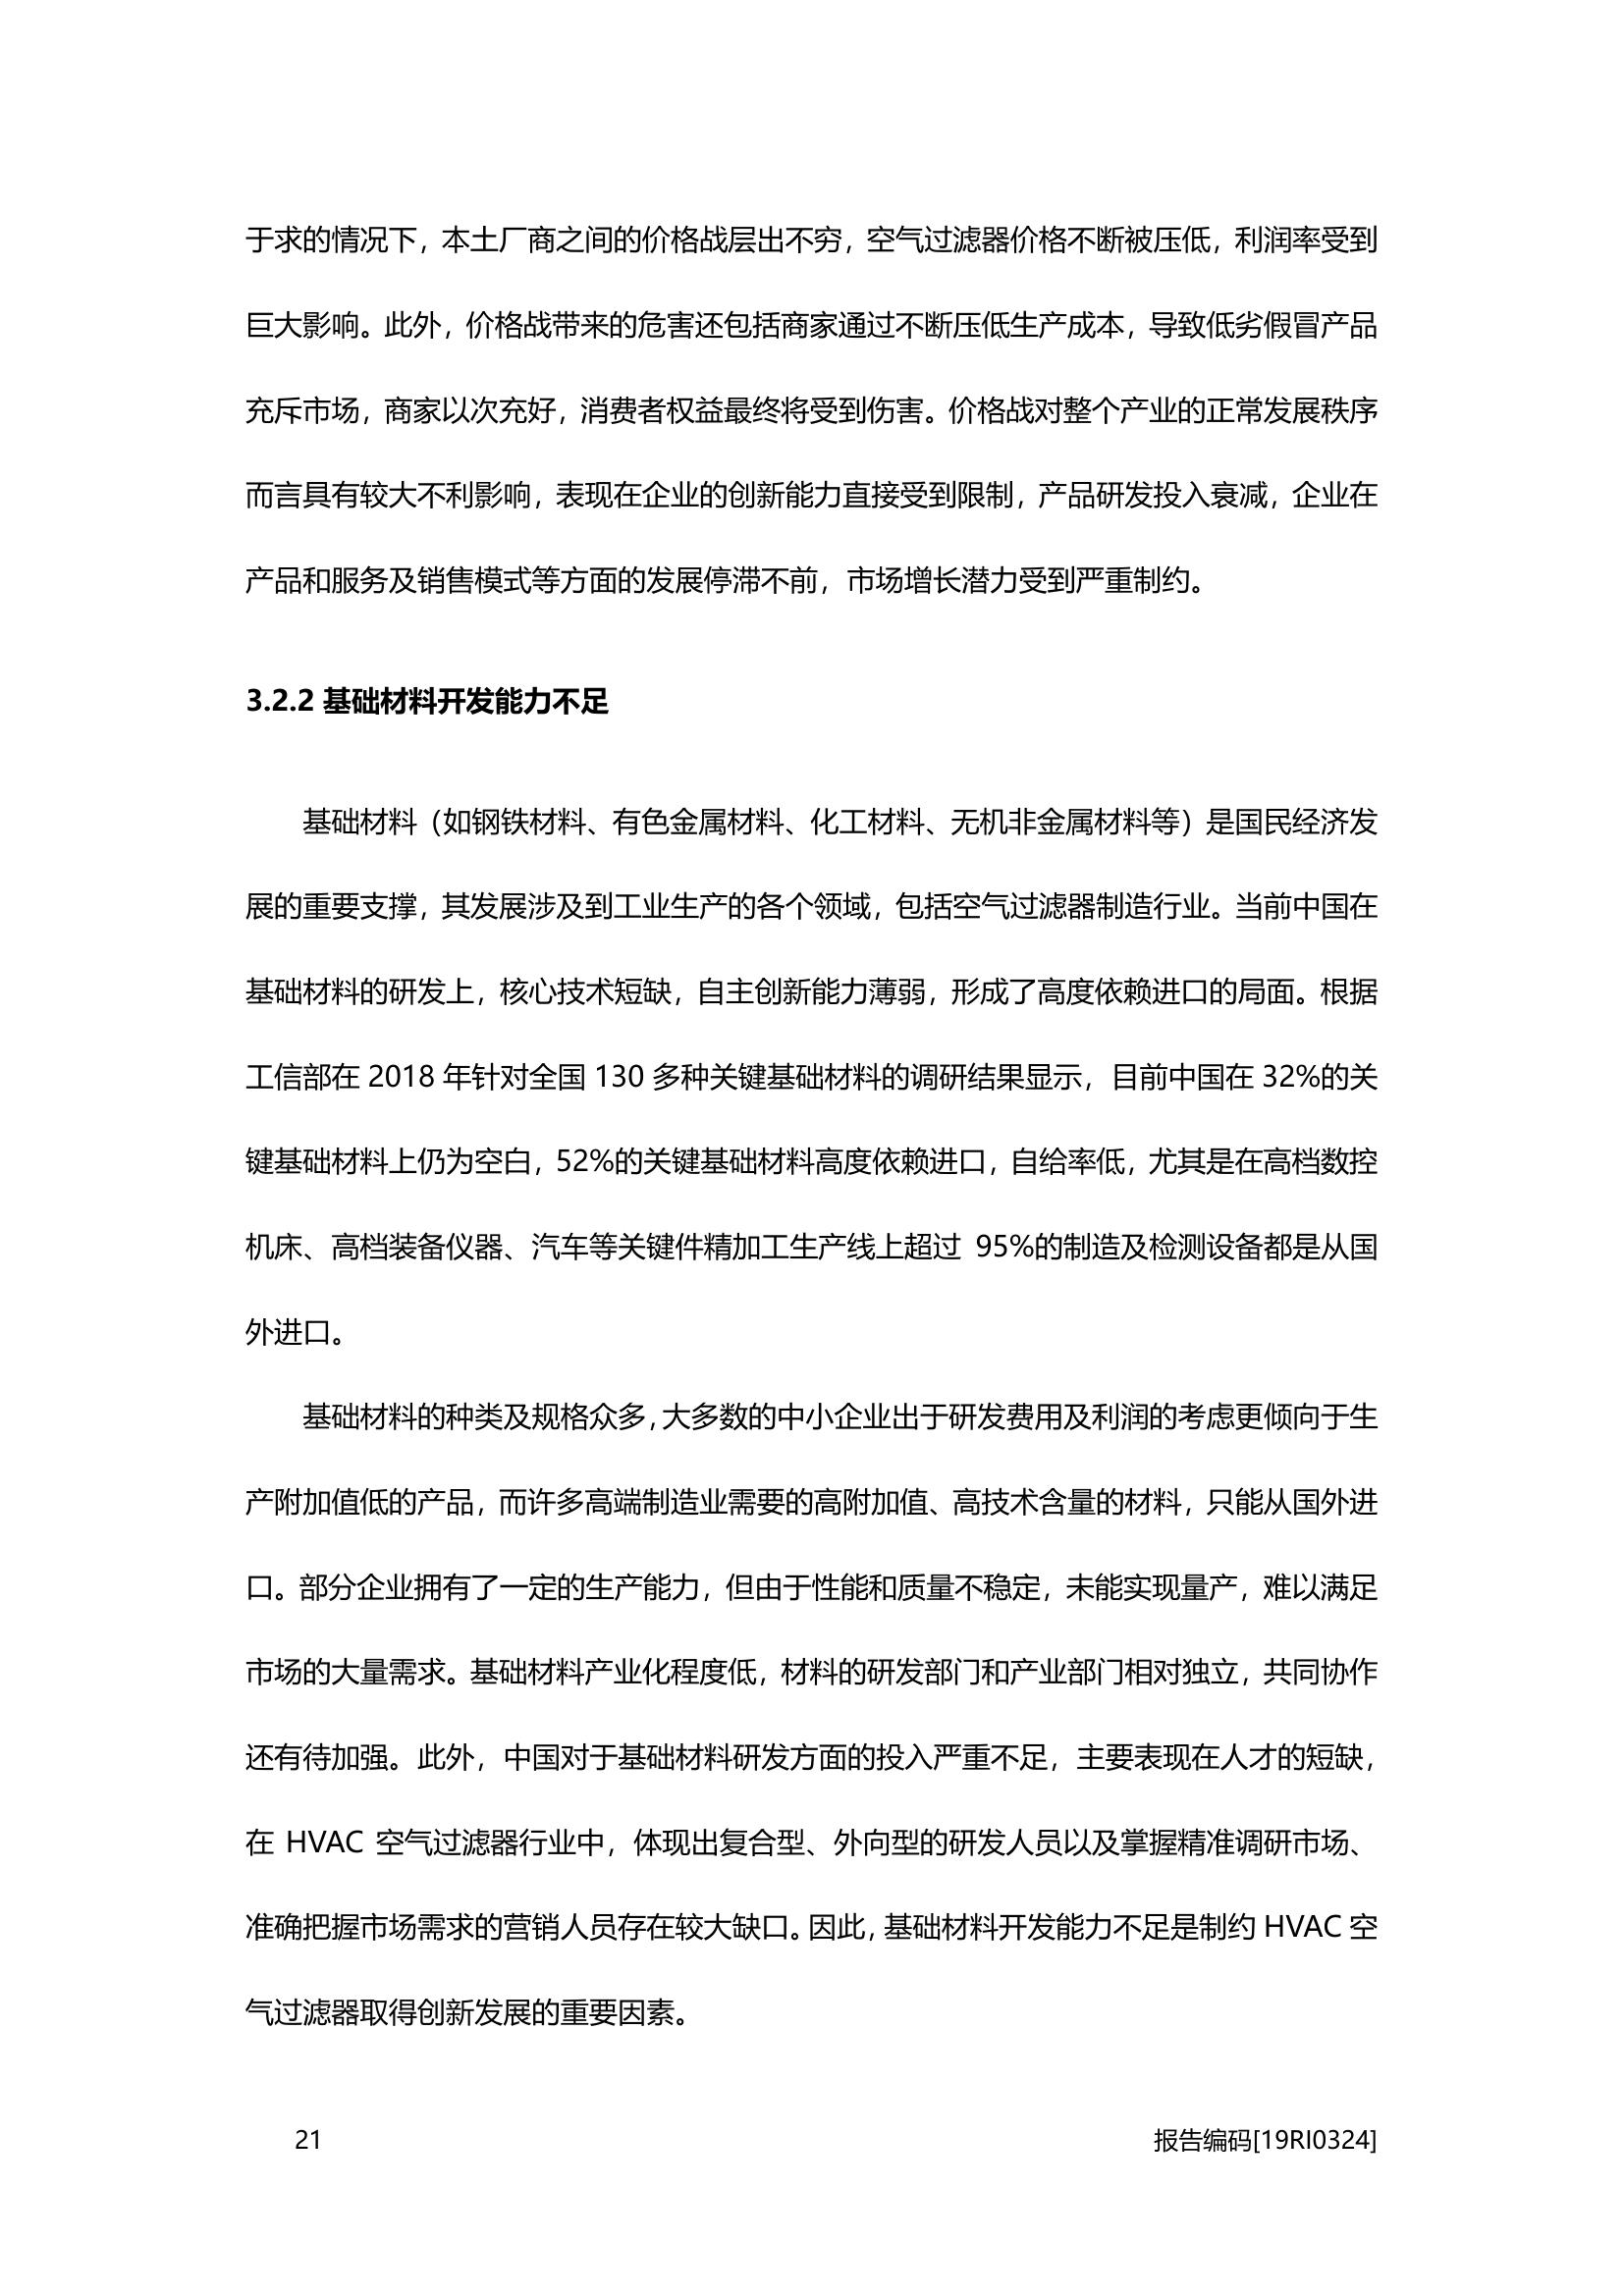 于求的情况下，本土厂商之间的价格战层出不穷，空气过滤器价格不断被压低，利润率受到
巨大影响。此外，价格战带来的危害还包括商家通过不断压低生产成本，导致低劣假冒产品
充斥市场，商家以次充好，消费者权益最终将受到伤害。价格战对整个产业的正常发展秩序
而言具有较大不利影响，表现在企业的创新能力直接受到限制，产品研发投入衰减，企业在
产品和服务及销售模式等方面的发展停滞不前，市场增长潜力受到严重制约。
3.2.2 基础材料开发能力不足
基础材料（如钢铁材料、有色金属材料、化工材料、无机非金属材料等）是国民经济发
展的重要支撑，其发展涉及到工业生产的各个领域，包括空气过滤器制造行业。当前中国在
基础材料的研发上，核心技术短缺，自主创新能力薄弱，形成了高度依赖进口的局面。根据
工信部在 2018 年针对全国 130 多种关键基础材料的调研结果显示，目前中国在 32%的关
键基础材料上仍为空白，52%的关键基础材料高度依赖进口，自给率低，尤其是在高档数控
机床、高档装备仪器、汽车等关键件精加工生产线上超过 95%的制造及检测设备都是从国
外进口。
基础材料的种类及规格众多，大多数的中小企业出于研发费用及利润的考虑更倾向于生
产附加值低的产品，而许多高端制造业需要的高附加值、高技术含量的材料，只能从国外进
口。部分企业拥有了一定的生产能力，但由于性能和质量不稳定，未能实现量产，难以满足
市场的大量需求。基础材料产业化程度低，材料的研发部门和产业部门相对独立，共同协作
还有待加强。此外，中国对于基础材料研发方面的投入严重不足，主要表现在人才的短缺，
在 HVAC 空气过滤器行业中，体现出复合型、外向型的研发人员以及掌握精准调研市场、
准确把握市场需求的营销人员存在较大缺口。因此，基础材料开发能力不足是制约 HVAC 空
气过滤器取得创新发展的重要因素。
21 报告编码[19RI0324]